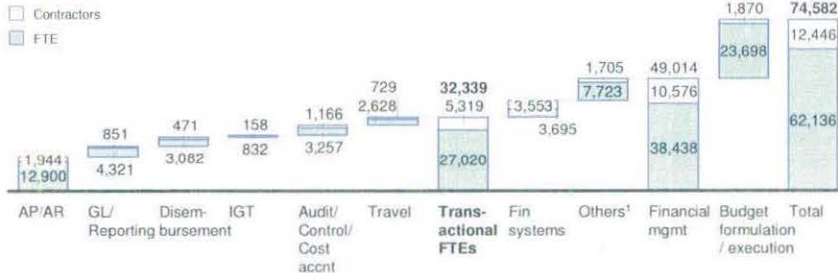 Contractors
FTE
1,944
12,900
851
4,321
471
3,082
158
832
1,166
3,257
729
2,628
32,339
5,319
27,020
3,553
3,695
1,705
7,723
49,014
10,576
38,438
1,870
23,698
74,582
12,446
62,136
AP/AR
GL/
Reporting
Disem-
bursement
IGT
Audit/
Control/
Cost
accnt
Travel
Trans-
actional
FTEs
Fin
systems
Others¹
Financial
mgmt
Budget
formulation
/ execution
Total